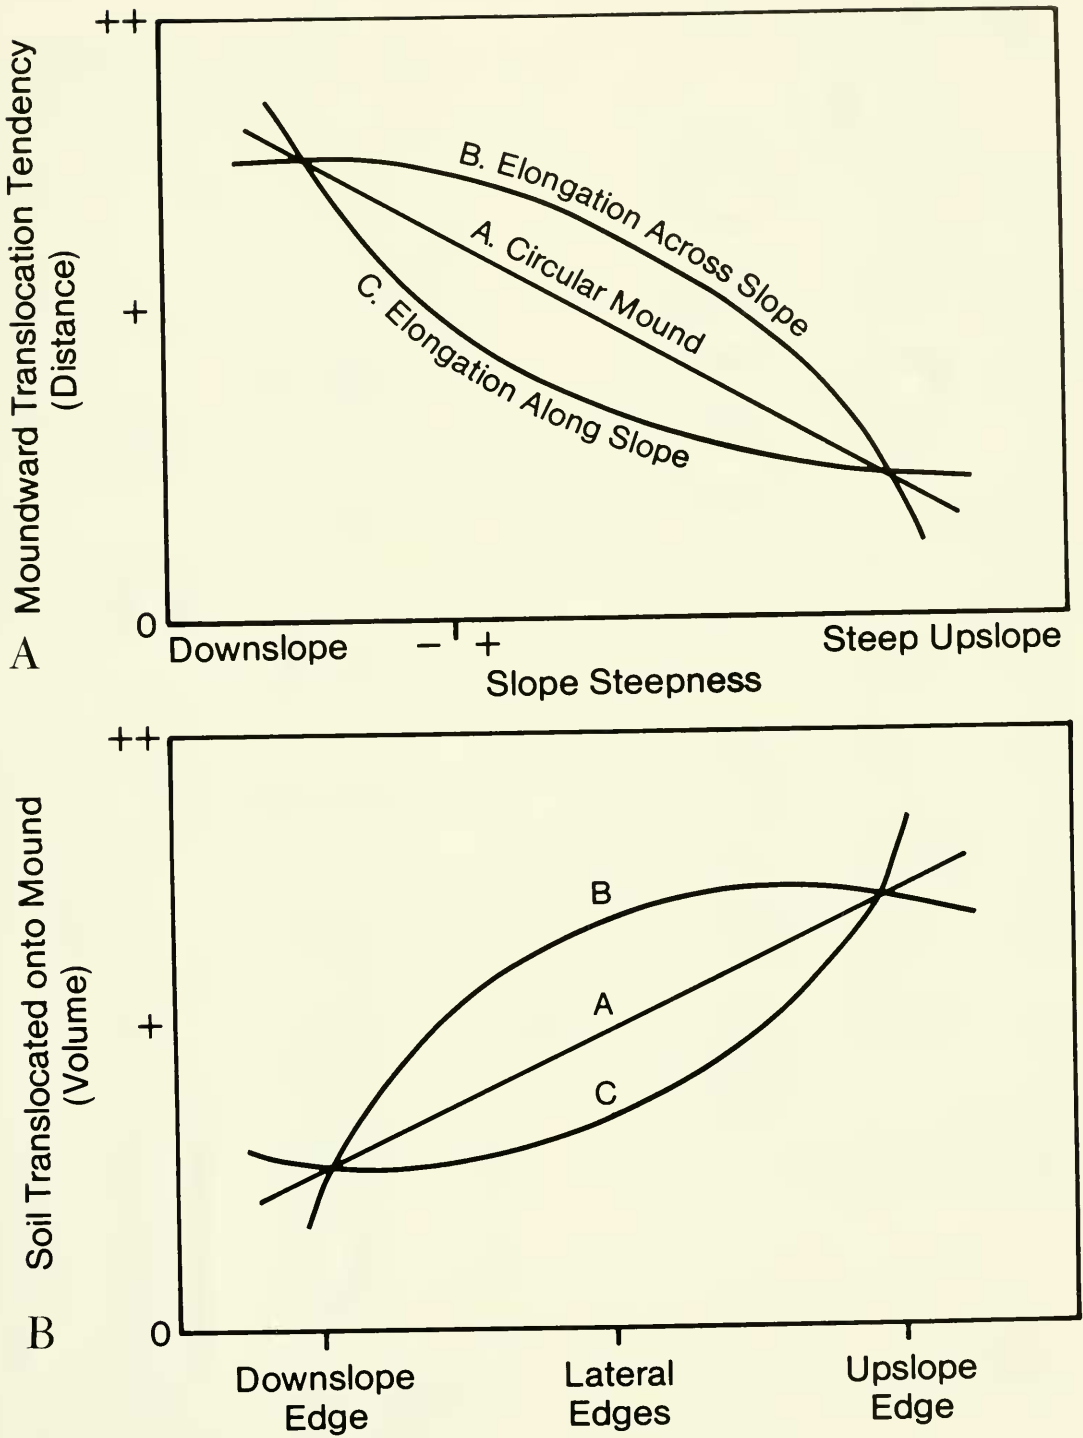 ++
Moundward Translocation Tendency
(Distance)
+
0
B. Elongation Across Slope
A. Circular Mound
C. Elongation Along Slope
A
Downslope
− +
Steep Upslope
Slope Steepness
++
Soil Translocated onto Mound
(Volume)
+
0
B
A
C
B
Downslope
Edge
Lateral
Edges
Upslope
Edge